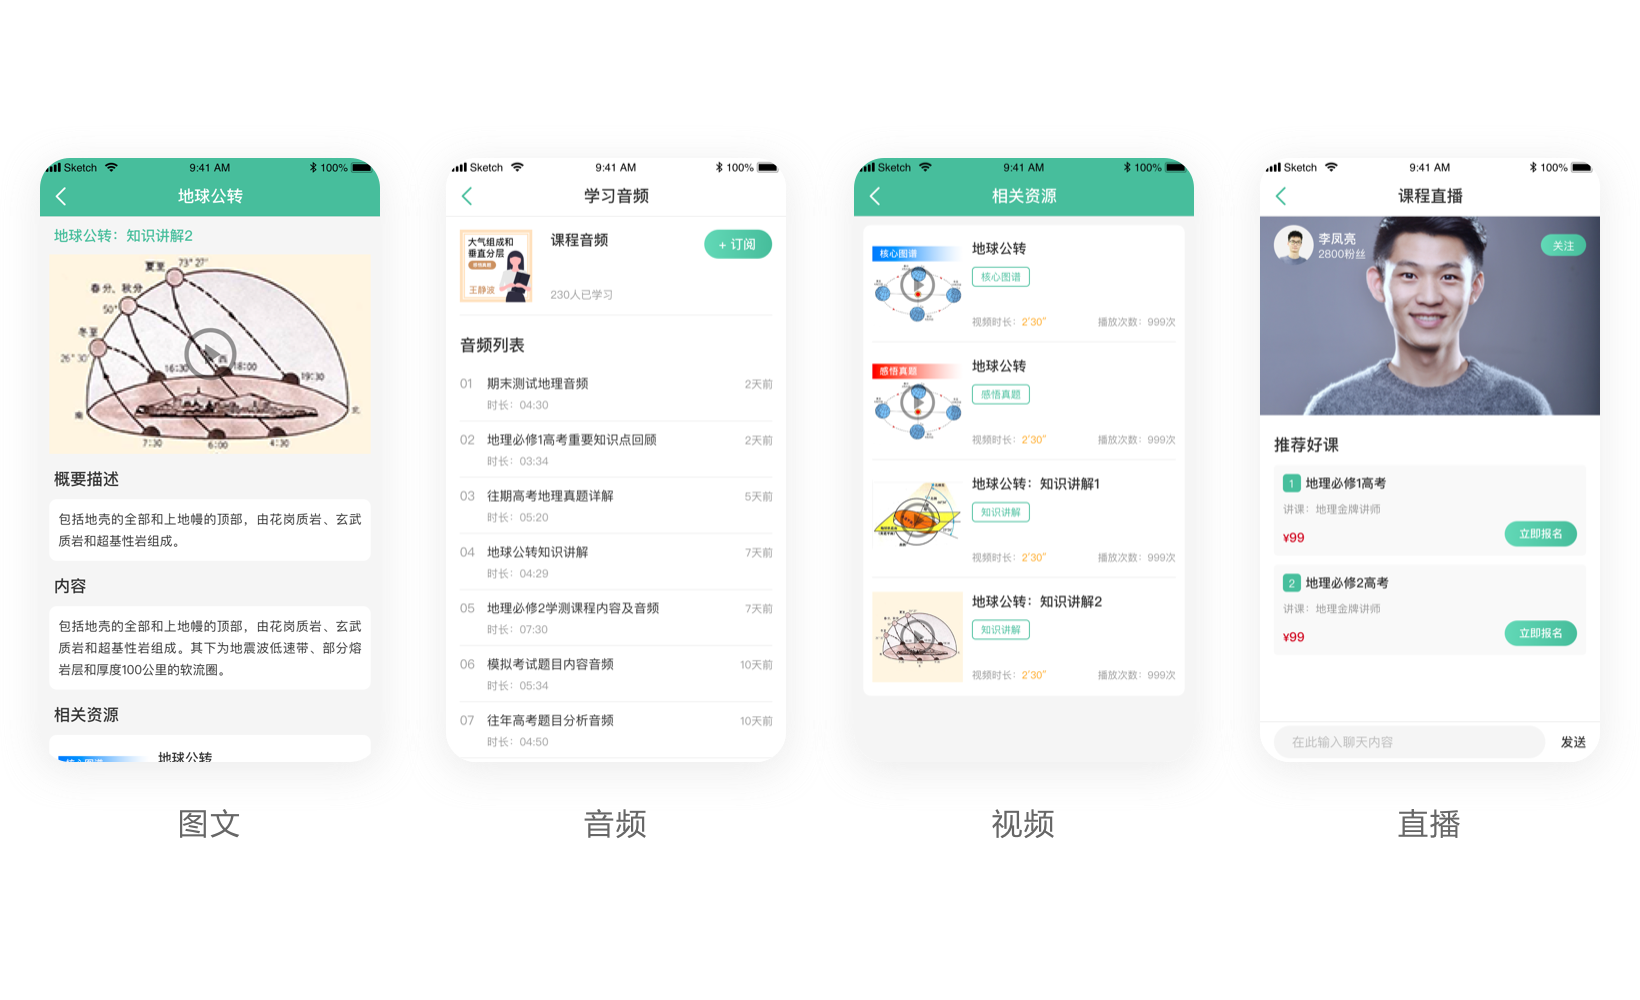 Sketch 9:41 AM 100%
地球公转
地球公转：知识讲解2
夏至 73° 27'
春分、秋分
50°
冬至
26° 30'
16:30
18:00
19:30
南
北
7:30
6:00
4:30
概要描述
包括地壳的全部和上地幔的顶部，由花岗质岩、玄武
质岩和超基性岩组成。
内容
包括地壳的全部和上地幔的顶部，由花岗质岩、玄武
质岩和超基性岩组成。其下为地震波低速带、部分熔
岩层和厚度100公里的软流圈。
相关资源
核心图谱
地球公转
图文
Sketch 9:41 AM 100%
学习音频
大气组成和
垂直分层
王静波
课程音频
+ 订阅
230人已学习
音频列表
01 期末测试地理音频 2天前
时长：04:30
02 地理必修1高考重要知识点回顾 2天前
时长：03:34
03 往期高考地理真题详解 5天前
时长：05:20
04 地球公转知识讲解 7天前
时长：04:29
05 地理必修2学测课程内容及音频 7天前
时长：07:30
06 模拟考试题目内容音频 10天前
时长：05:34
07 往年高考题目分析音频 10天前
时长：04:50
音频
Sketch 9:41 AM 100%
相关资源
核心图谱
地球公转
核心图谱
视频时长：2'30" 播放次数：999次
感悟真题
地球公转
感悟真题
视频时长：2'30" 播放次数：999次
地球公转：知识讲解1
知识讲解
视频时长：2'30" 播放次数：999次
地球公转：知识讲解2
知识讲解
视频时长：2'30" 播放次数：999次
视频
Sketch 9:41 AM 100%
课程直播
李凤亮
2800粉丝
关注
推荐好课
1 地理必修1高考
讲课：地理金牌讲师
¥99
立即报名
2 地理必修2高考
讲课：地理金牌讲师
¥99
立即报名
在此输入聊天内容 发送
直播